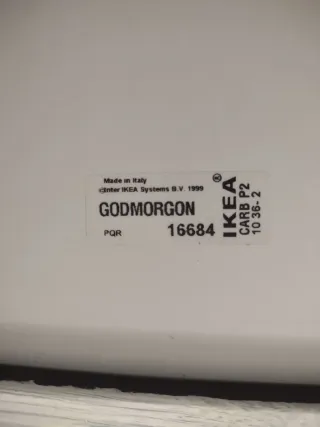 Made in Italy
©Inter IKEA Systems B.V. 1999
GODMORGON
PQR 16684
IKEA®
CARB P2
10 36-2